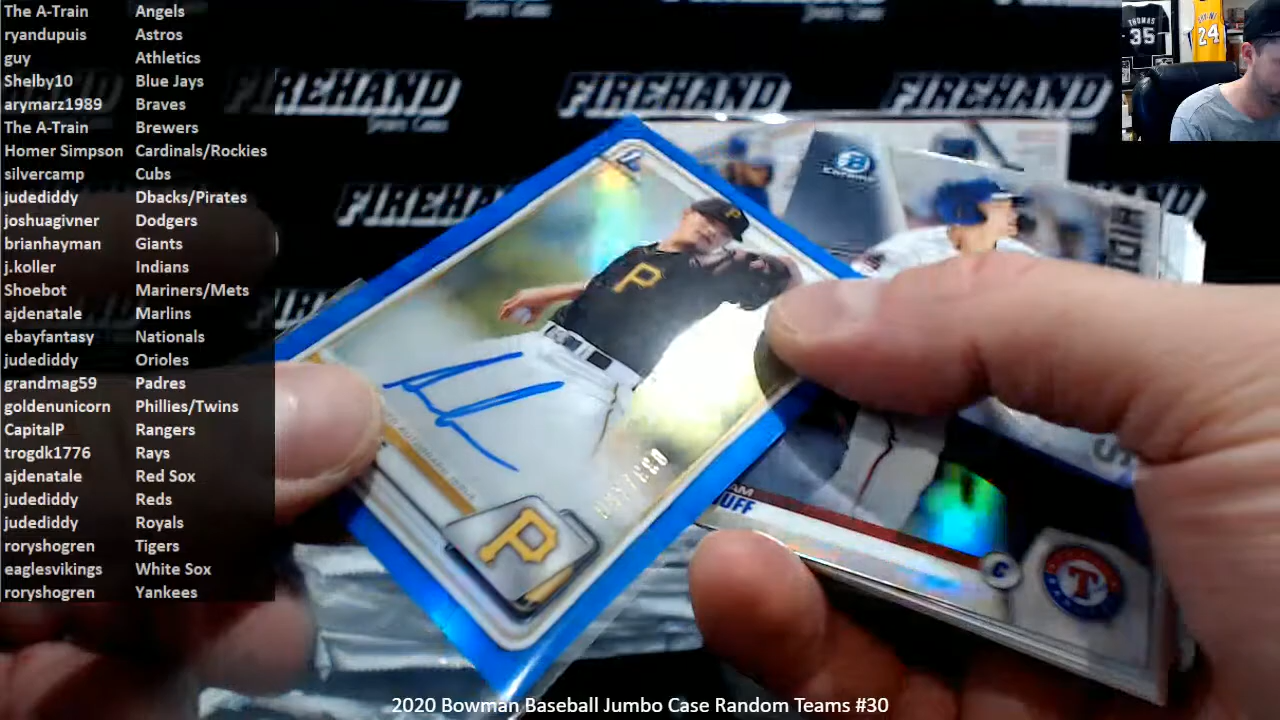 The A-Train Angels
ryandupuis Astros
guy Athletics
Shelby10 Blue Jays
arymarz1989 Braves
The A-Train Brewers
Homer Simpson Cardinals/Rockies
silvercamp Cubs
judediddy Dbacks/Pirates
joshuagivner Dodgers
brianhayman Giants
j.koller Indians
Shoebot Mariners/Mets
ajdenatale Marlins
ebayfantasy Nationals
judediddy Orioles
grandmag59 Padres
goldenunicorn Phillies/Twins
CapitalP Rangers
trogdk1776 Rays
ajdenatale Red Sox
judediddy Reds
judediddy Royals
roryshogren Tigers
eaglesvikings White Sox
roryshogren Yankees
FIREHAND
FIREHAND
FIREHAND
FIREHAND
THOMAS
35
24
P
P
P
B
Chrome
UFF
C
T
2020 Bowman Baseball Jumbo Case Random Teams #30